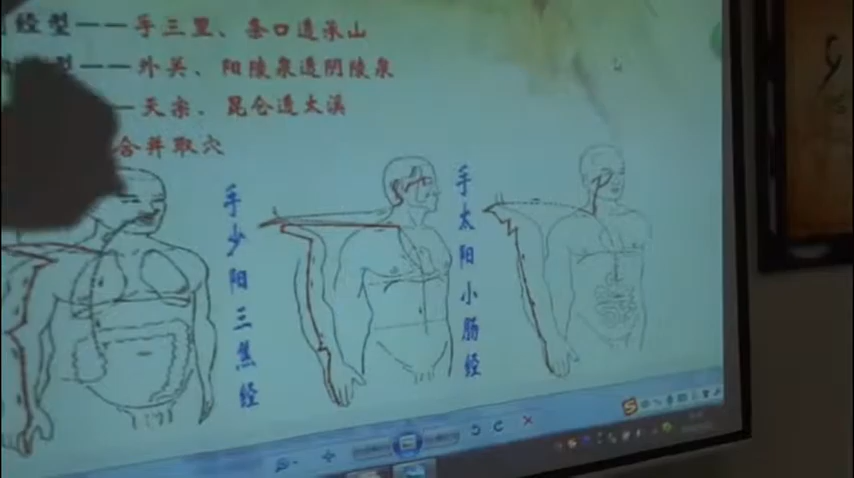 经型——手三里、条口透承山
型——外关、阳陵泉透阴陵泉
——天宗、昆仑透太溪
合并取穴
手少阳三焦经
手太阳小肠经